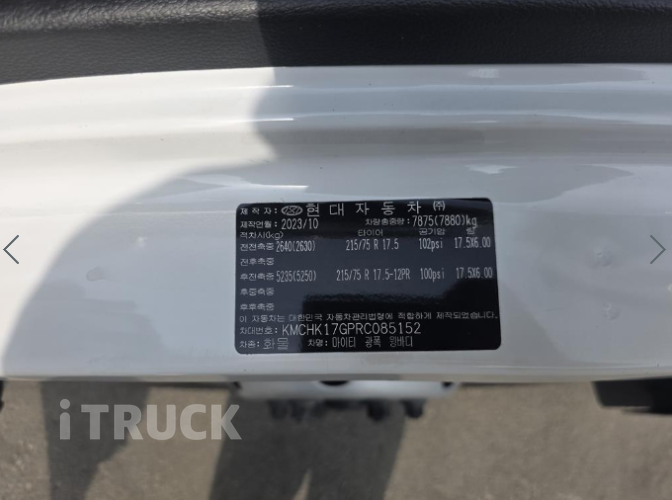 제 작 자 : 현 대 자 동 차 ㈜
제작연월 : 2023/10 차량총중량 : 7875(7880)kg
적차시(kg) 타이어 공기압 림
전전축중 2640(2630) 215/75 R 17.5 102psi 17.5X6.00
전후축중
후전축중 5235(5250) 215/75 R 17.5-12PR 100psi 17.5X6.00
후중축중
후후축중
이 자동차는 대한민국 자동차관리법령에 적합하게 제작되었습니다
차대번호 : KMCHK17GPRC085152
차종 : 화물 차명 : 마이티 광폭 윙바디
iTRUCK